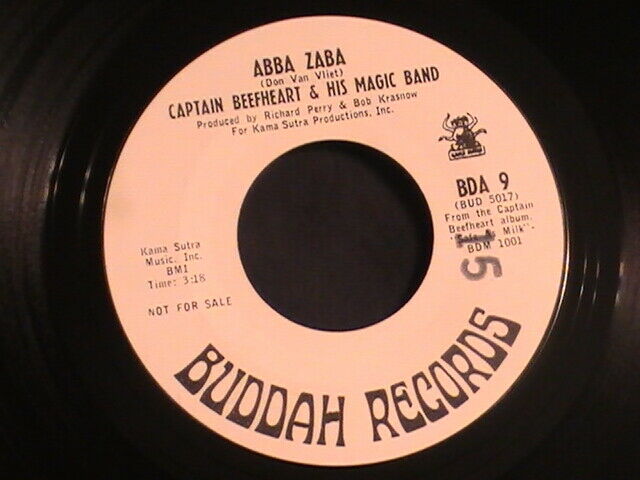 ABBA ZABA
(Don Van Vliet)
CAPTAIN BEEFHEART & HIS MAGIC BAND
Produced by Richard Perry & Bob Krasnow
For Kama Sutra Productions, Inc.
BDA 9
(BUD 5017)
From the Captain
Beefheart album,
Milk"-
BDM 1001
15
Kama Sutra
Music, Inc.
BMI
Time: 3:18
NOT FOR SALE
BUDDAH RECORDS